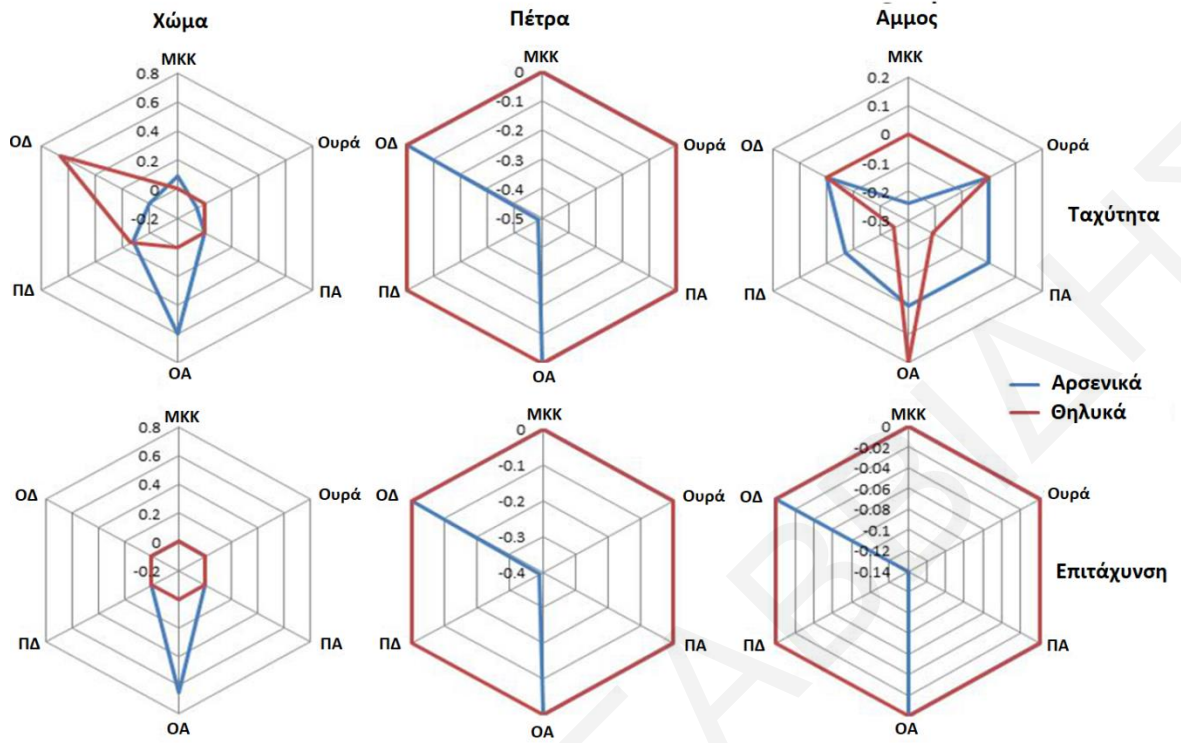 Χώμα
Πέτρα
Αμμος
ΜΚΚ
0.8
0.6
0.4
0.2
0
-0.2
ΟΔ
Ουρά
ΠΔ
ΠΑ
ΟΑ
ΜΚΚ
0
-0.1
-0.2
-0.3
-0.4
-0.5
ΟΔ
Ουρά
ΠΔ
ΠΑ
ΟΑ
ΜΚΚ
0.2
0.1
0
-0.1
-0.2
-0.3
ΟΔ
Ουρά
ΠΔ
ΠΑ
ΟΑ
Ταχύτητα
Αρσενικά
Θηλυκά
ΜΚΚ
0.8
0.6
0.4
0.2
0
-0.2
ΟΔ
Ουρά
ΠΔ
ΠΑ
ΟΑ
ΜΚΚ
0
-0.1
-0.2
-0.3
-0.4
ΟΔ
Ουρά
ΠΔ
ΠΑ
ΟΑ
ΜΚΚ
0
-0.02
-0.04
-0.06
-0.08
-0.1
-0.12
-0.14
ΟΔ
Ουρά
ΠΔ
ΠΑ
ΟΑ
Επιτάχυνση
ΑΒΒΙΔΗΣ